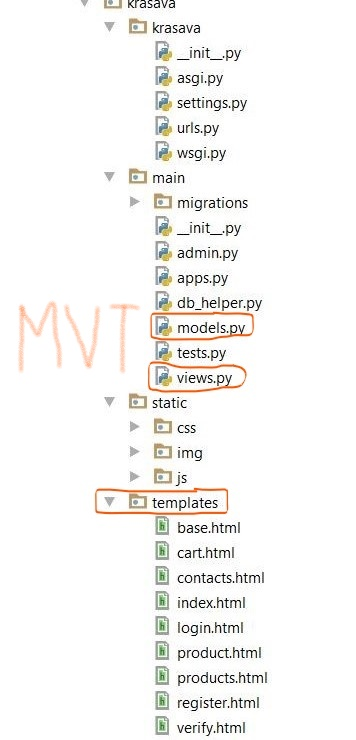 krasava
krasava
__init__.py
asgi.py
settings.py
urls.py
wsgi.py
main
migrations
__init__.py
admin.py
apps.py
db_helper.py
MVT
models.py
tests.py
views.py
static
css
img
js
templates
base.html
cart.html
contacts.html
index.html
login.html
product.html
products.html
register.html
verify.html